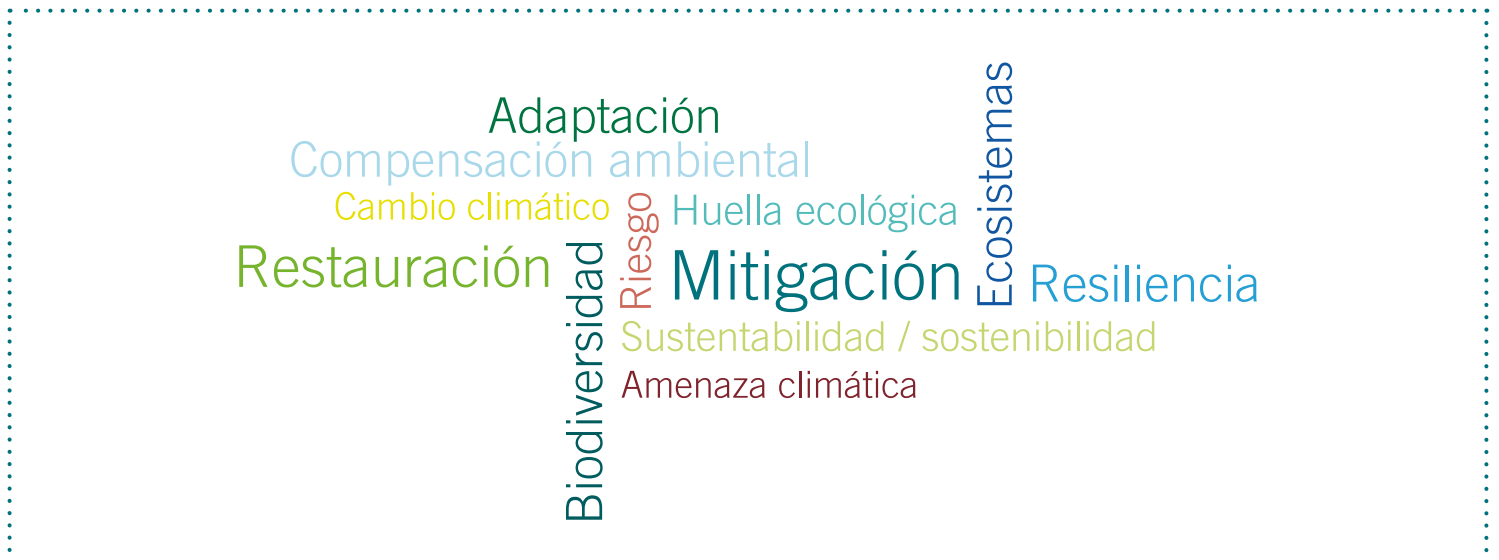 Adaptación
Compensación ambiental
Cambio climático
Riesgo
Huella ecológica
Ecosistemas
Restauración
Biodiversidad
Mitigación
Resiliencia
Sustentabilidad / sostenibilidad
Amenaza climática